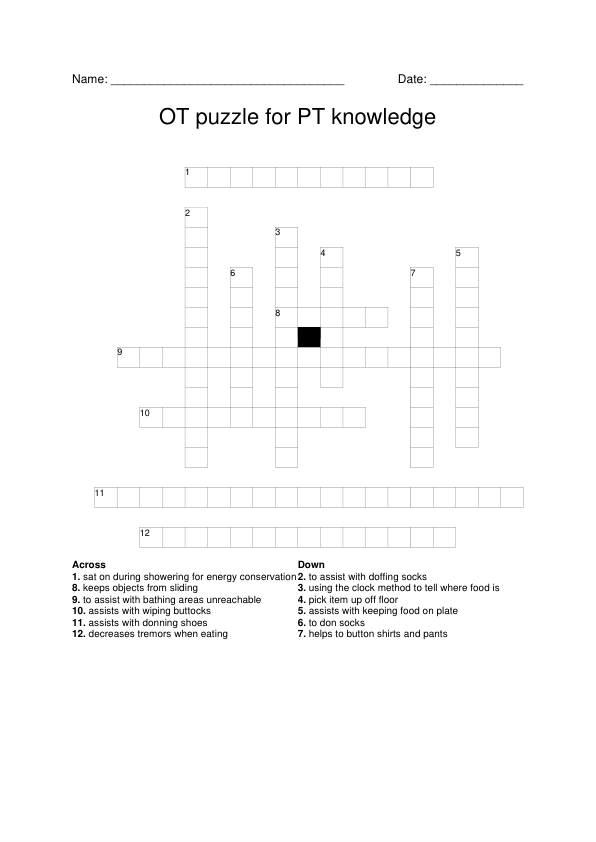 Name: ___________________________________ Date: ______________
OT puzzle for PT knowledge
1
2
3
4 5
6 7
8
9
10
11
12
Across Down
1. sat on during showering for energy conservation 2. to assist with doffing socks
8. keeps objects from sliding 3. using the clock method to tell where food is
9. to assist with bathing areas unreachable 4. pick item up off floor
10. assists with wiping buttocks 5. assists with keeping food on plate
11. assists with donning shoes 6. to don socks
12. decreases tremors when eating 7. helps to button shirts and pants